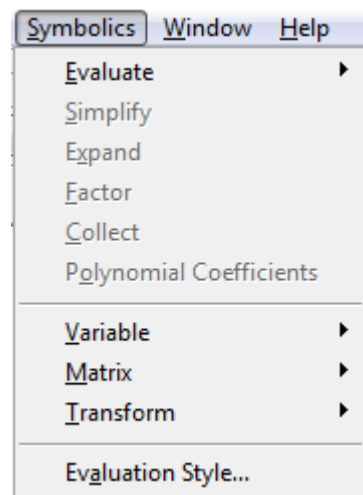 Symbolics Window Help
Evaluate
Simplify
Expand
Factor
Collect
Polynomial Coefficients
Variable
Matrix
Transform
Evaluation Style...